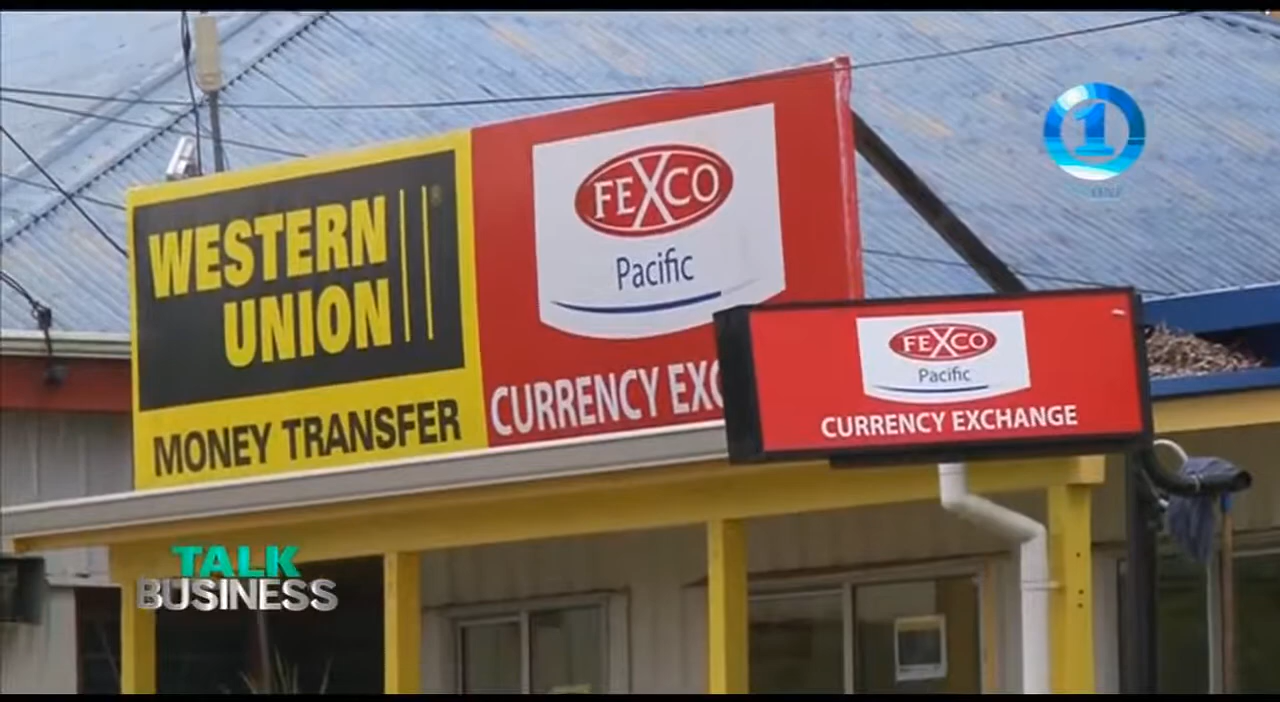 WESTERN
UNION
MONEY TRANSFER
FEXCO
Pacific
CURRENCY EXC
FEXCO
Pacific
CURRENCY EXCHANGE
1
TALK
BUSINESS